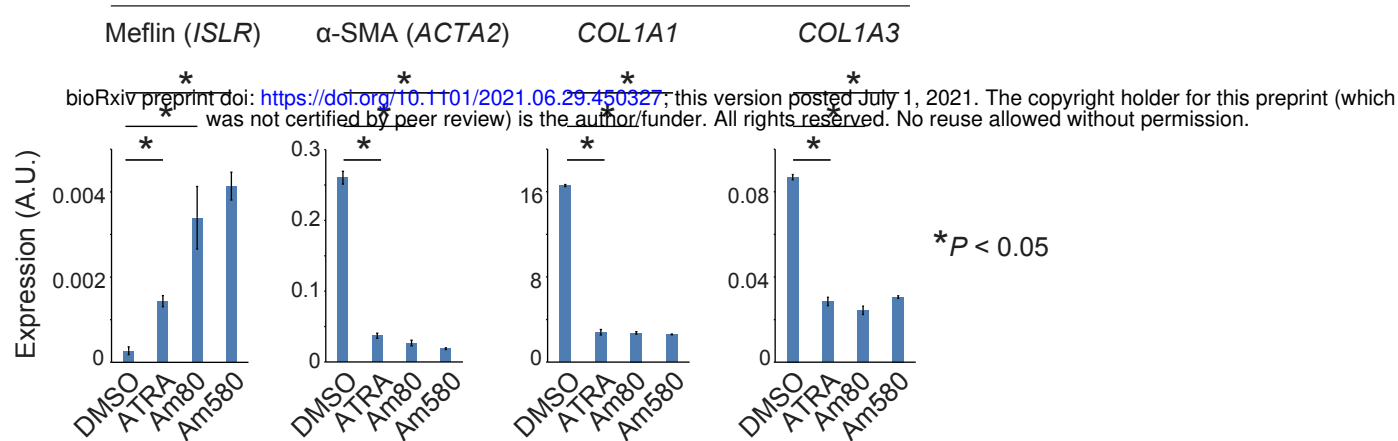 Meflin (ISLR) α-SMA (ACTA2) COL1A1 COL1A3
* * * *
bioRxiv preprint doi: https://doi.org/10.1101/2021.06.29.450327; this version posted July 1, 2021. The copyright holder for this preprint (which
was not certified by peer review) is the author/funder. All rights reserved. No reuse allowed without permission.
* * * *
* * * *
Expression (A.U.)
0.004
0.002
0
DMSO ATRA Am80 Am580
0.3
0.2
0.1
0
DMSO ATRA Am80 Am580
16
8
0
DMSO ATRA Am80 Am580
0.08
0.04
0
DMSO ATRA Am80 Am580
*P < 0.05